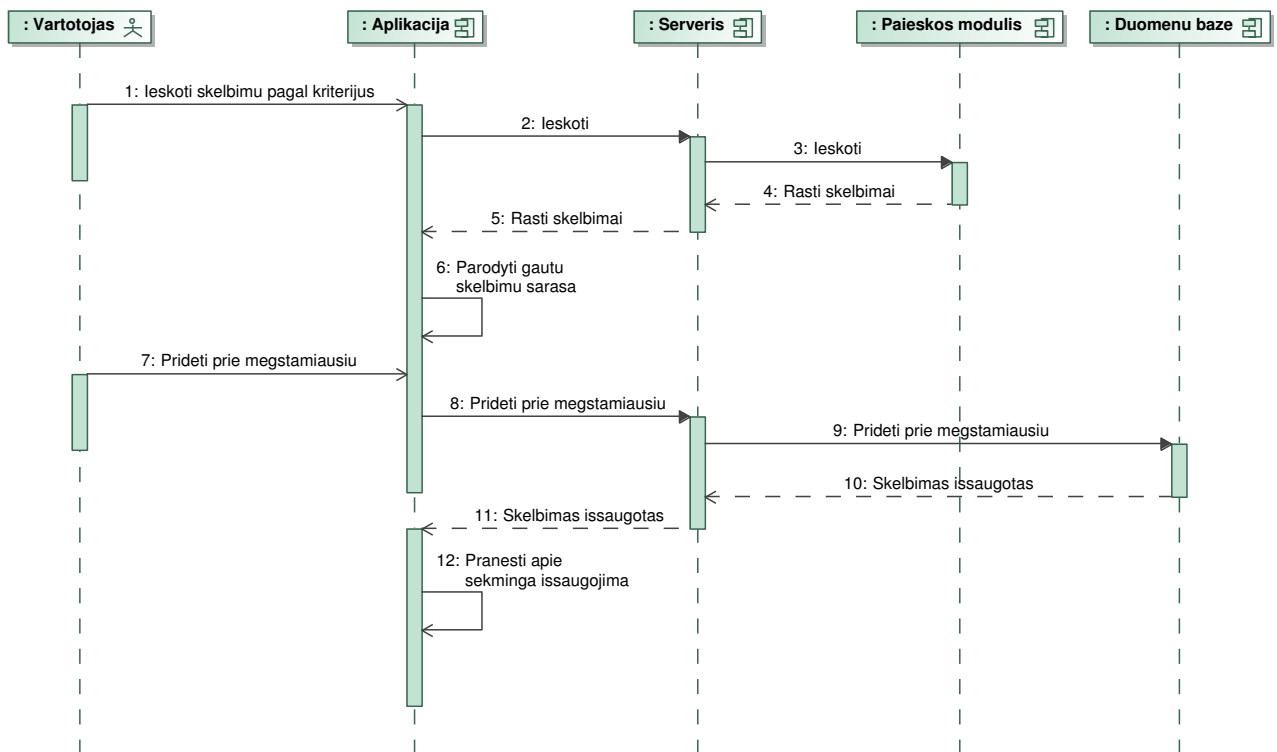 : Vartotojas
: Aplikacija
: Serveris
: Paieskos modulis
: Duomenu baze
1: Ieskoti skelbimu pagal kriterijus
2: Ieskoti
3: Ieskoti
4: Rasti skelbimai
5: Rasti skelbimai
6: Parodyti gautu
skelbimu sarasa
7: Prideti prie megstamiausiu
8: Prideti prie megstamiausiu
9: Prideti prie megstamiausiu
10: Skelbimas issaugotas
11: Skelbimas issaugotas
12: Pranesti apie
sekminga issaugojima